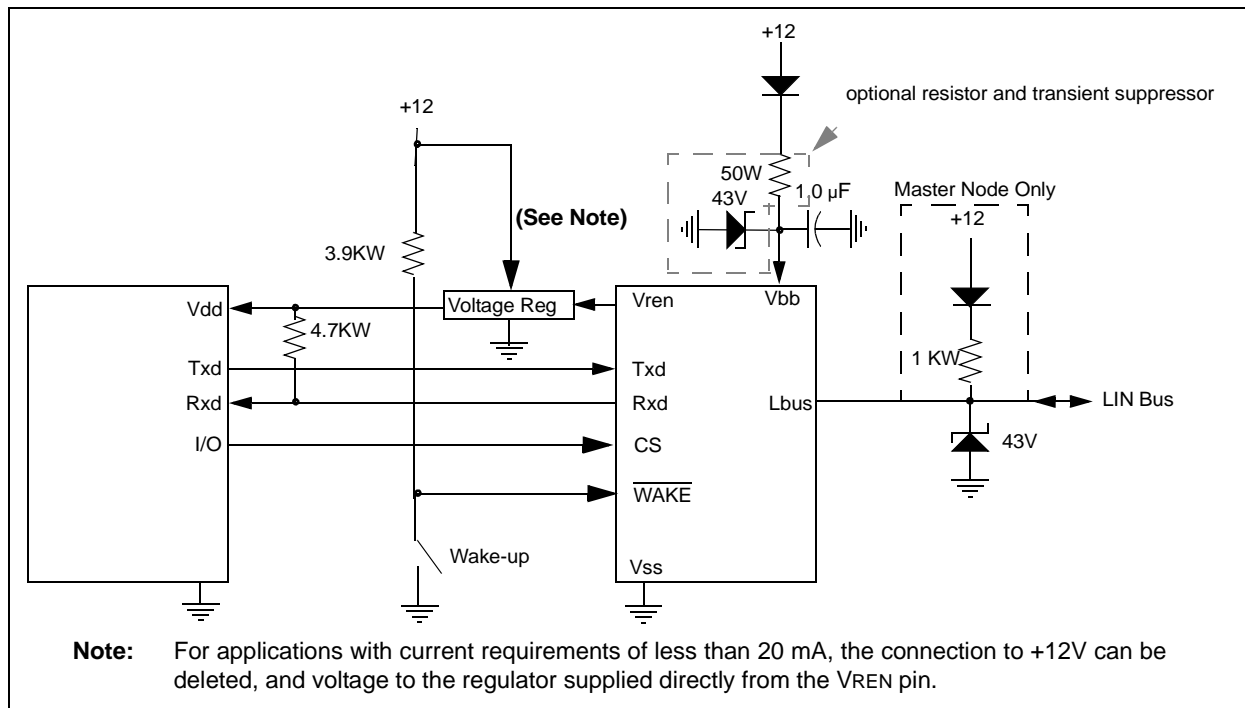 +12
optional resistor and transient suppressor
+12
50W
1.0 µF
43V
Master Node Only
+12
(See Note)
3.9KW
Vdd
Voltage Reg
Vren
Vbb
4.7KW
1 KW
Txd
Txd
Rxd
Rxd
Lbus
LIN Bus
I/O
CS
43V
WAKE
Wake-up
Vss
Note: For applications with current requirements of less than 20 mA, the connection to +12V can be
deleted, and voltage to the regulator supplied directly from the VREN pin.